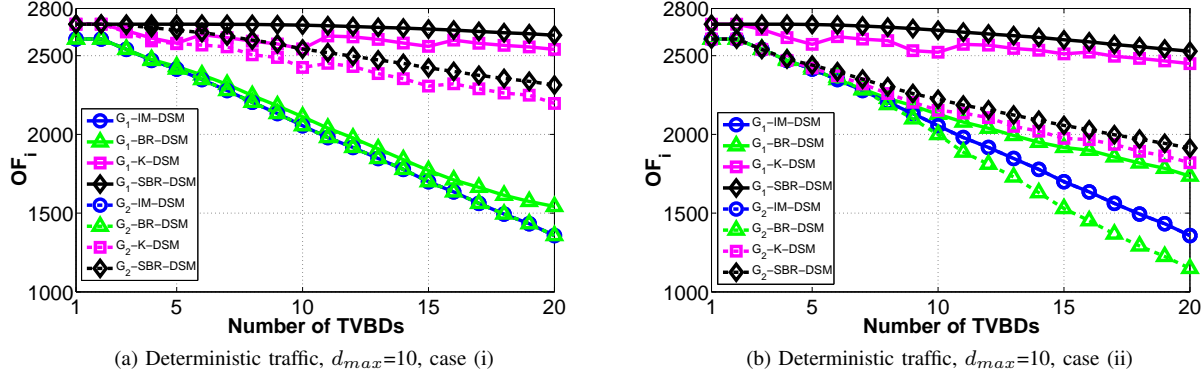 2800
2500
2000
1500
1000
OF_i
1 5 10 15 20
Number of TVBDs
G_1−IM−DSM
G_1−BR−DSM
G_1−K−DSM
G_1−SBR−DSM
G_2−IM−DSM
G_2−BR−DSM
G_2−K−DSM
G_2−SBR−DSM
(a) Deterministic traffic, d_{max}=10, case (i)
2800
2500
2000
1500
1000
OF_i
1 5 10 15 20
Number of TVBDs
G_1−IM−DSM
G_1−BR−DSM
G_1−K−DSM
G_1−SBR−DSM
G_2−IM−DSM
G_2−BR−DSM
G_2−K−DSM
G_2−SBR−DSM
(b) Deterministic traffic, d_{max}=10, case (ii)